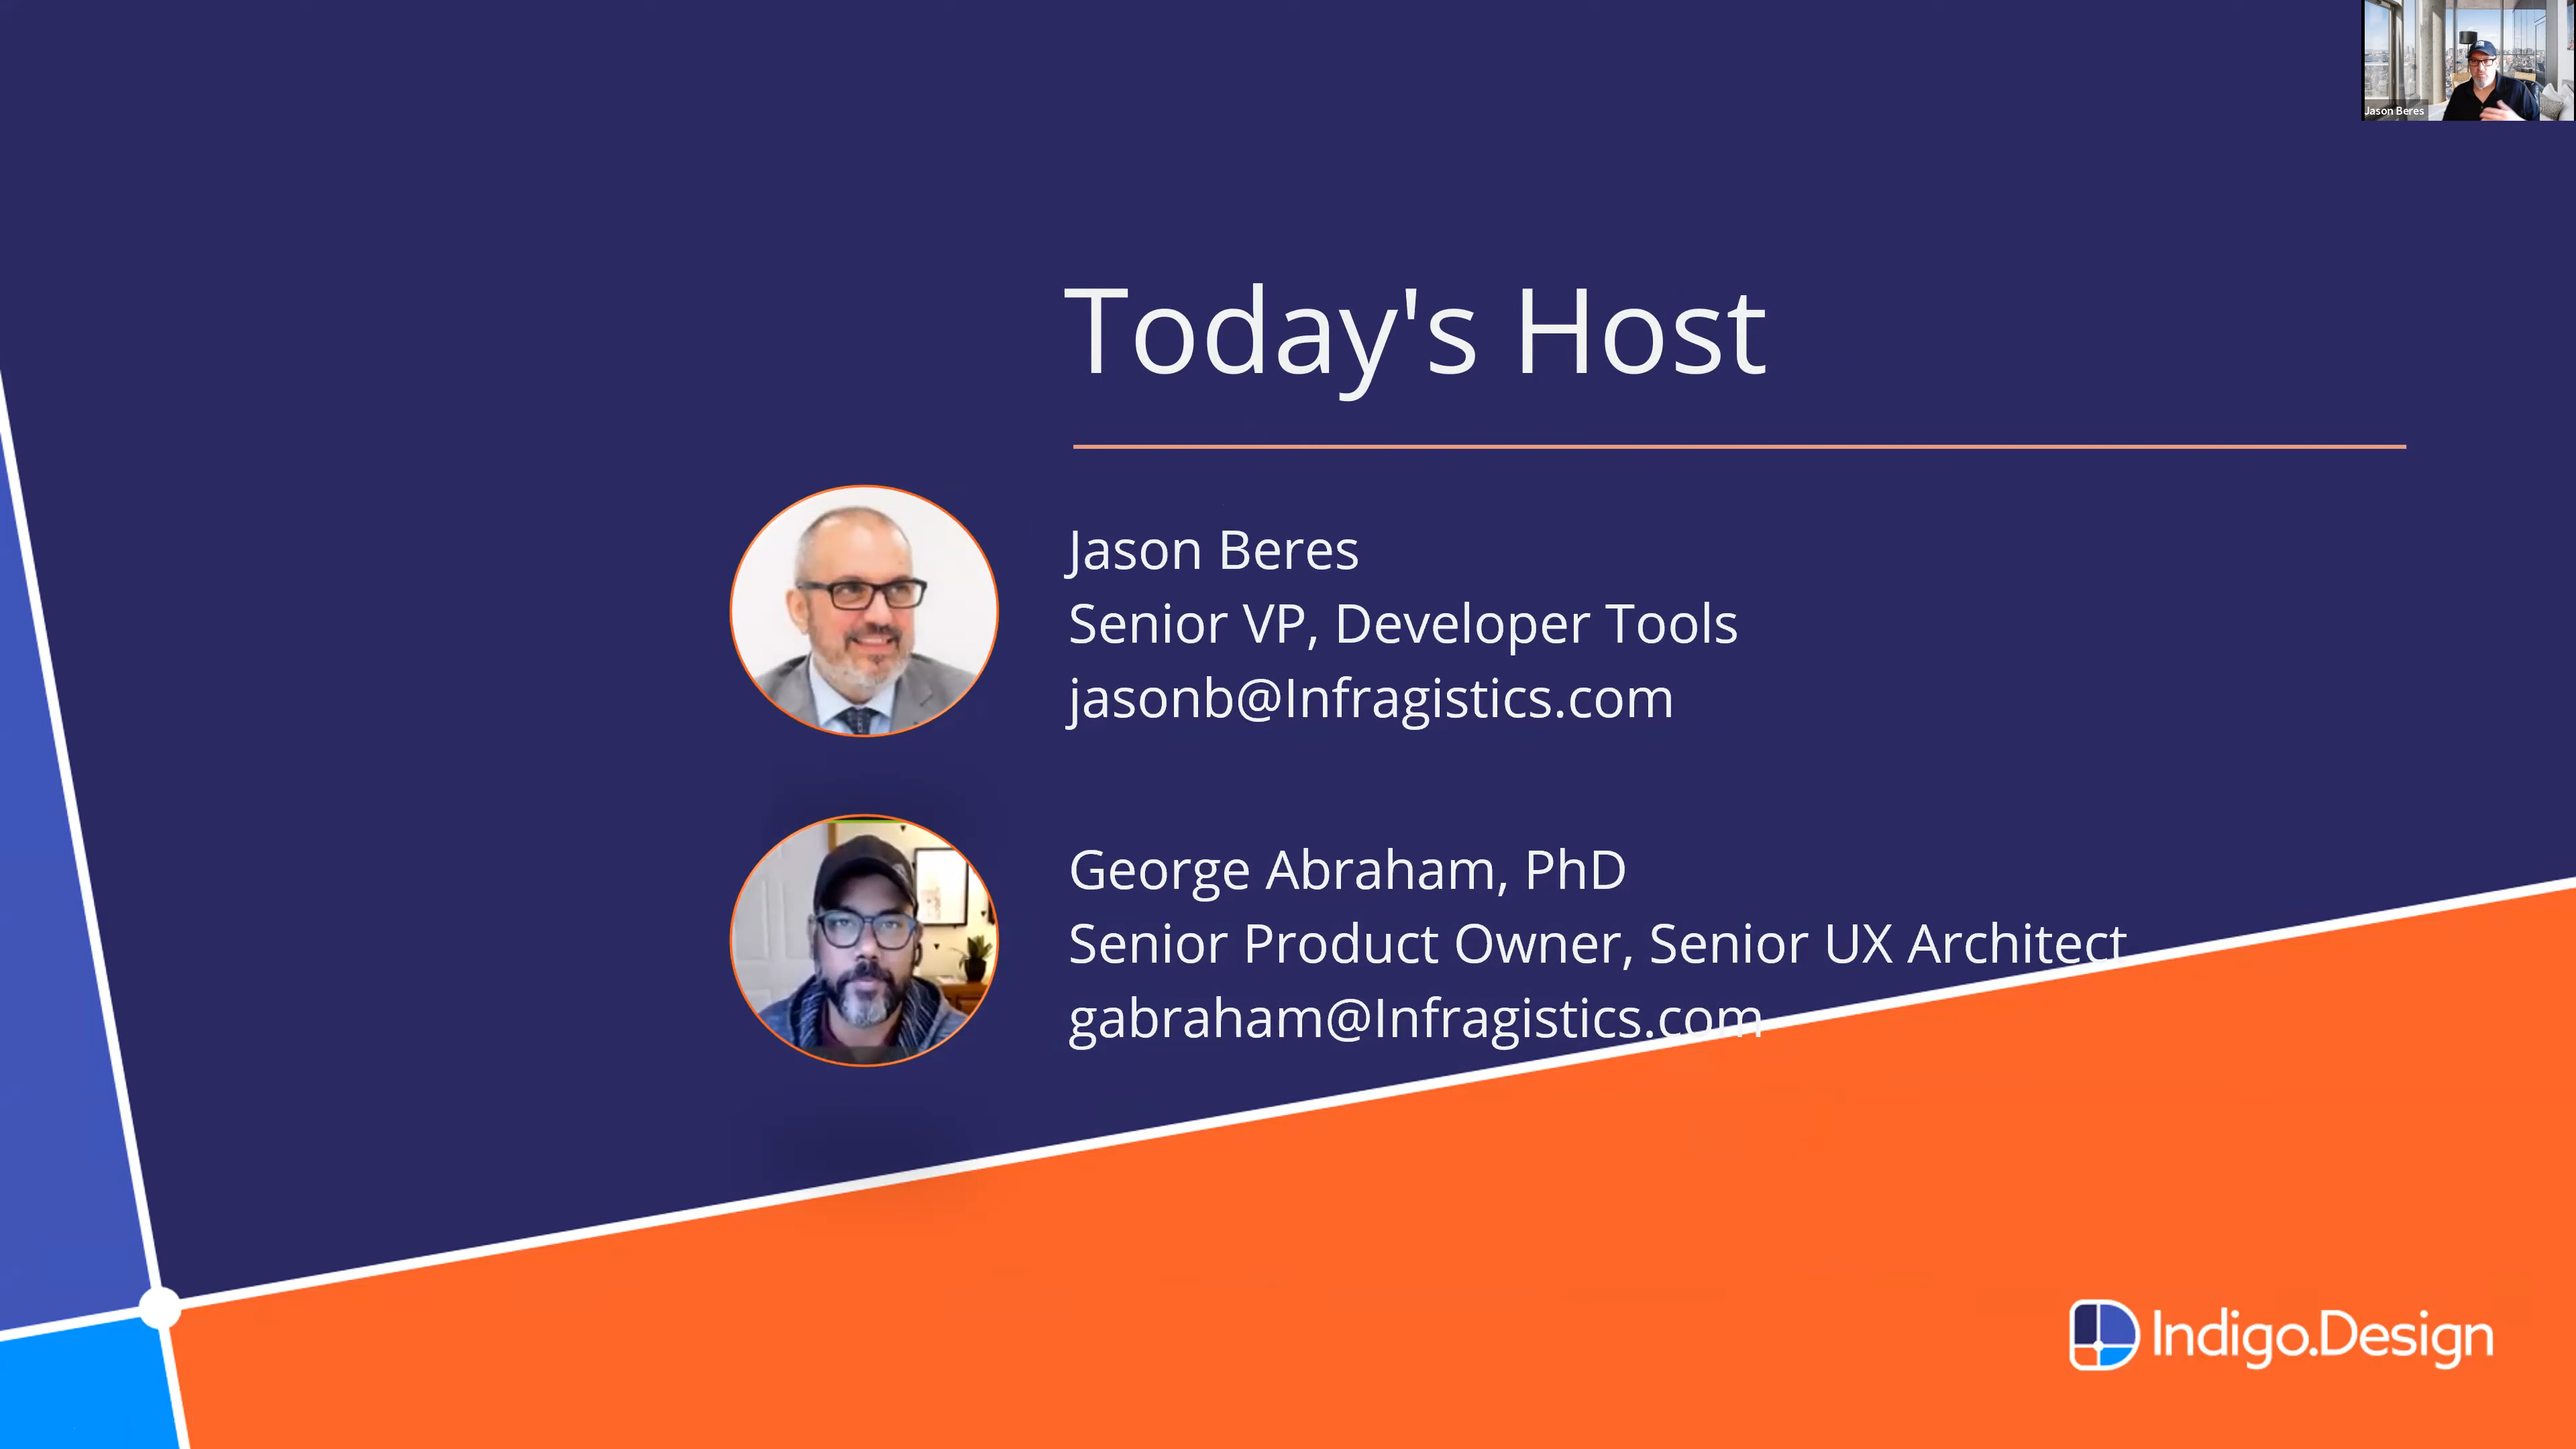 Jason Beres
Today's Host
Jason Beres
Senior VP, Developer Tools
jasonb@Infragistics.com
George Abraham, PhD
Senior Product Owner, Senior UX Architect
gabraham@Infragistics.com
Indigo.Design